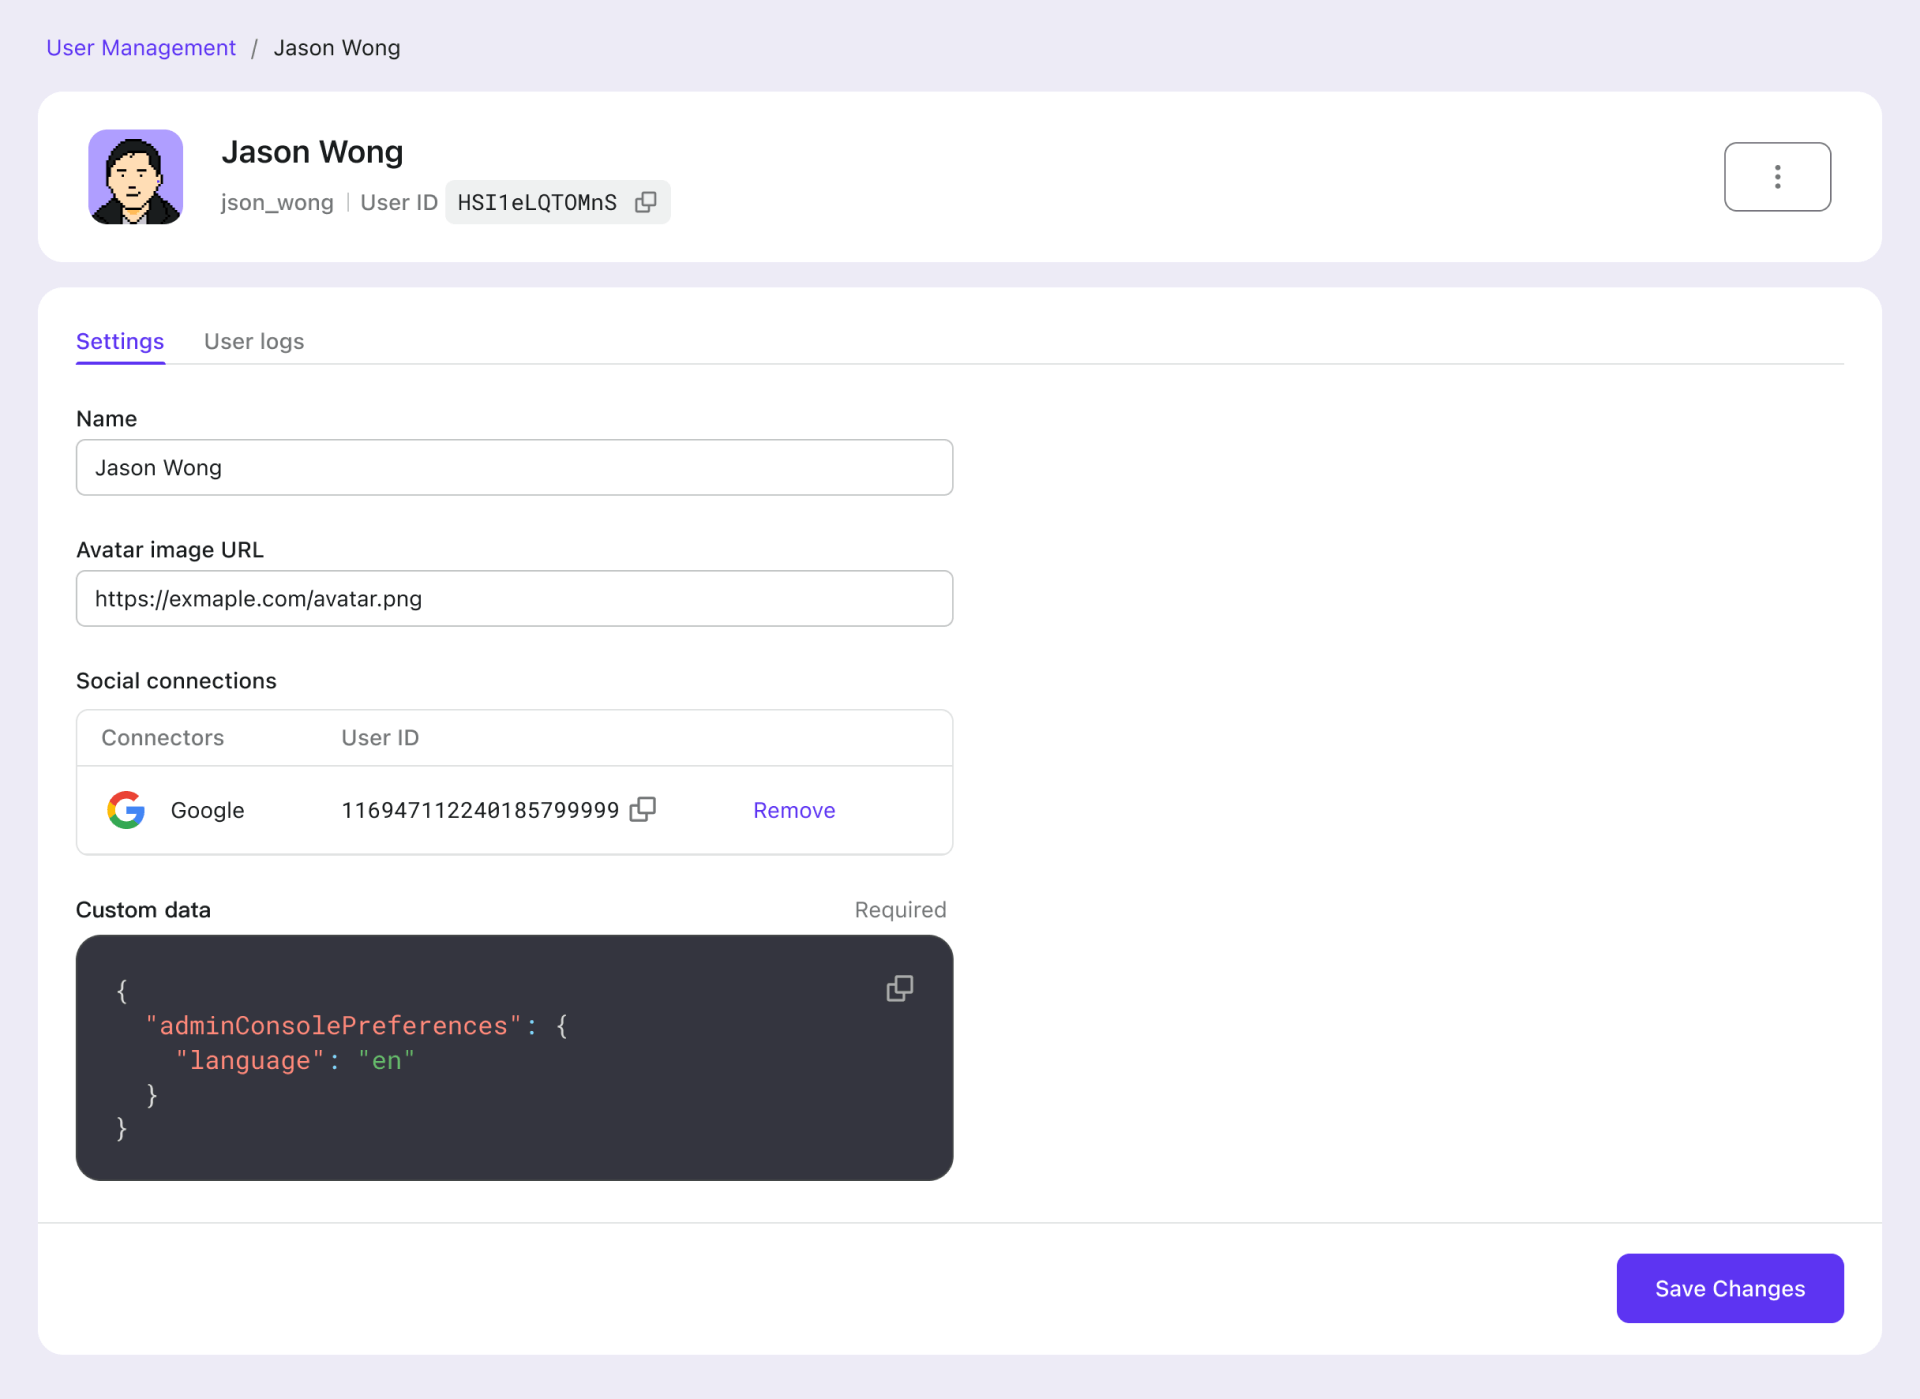 User Management / Jason Wong
Jason Wong
json_wong | User ID HSI1eLQTOMnS
Settings User logs
Name
Jason Wong
Avatar image URL
https://exmaple.com/avatar.png
Social connections
Connectors User ID
Google 116947112240185799999 Remove
Custom data Required
{
"adminConsolePreferences": {
"language": "en"
}
}
Save Changes